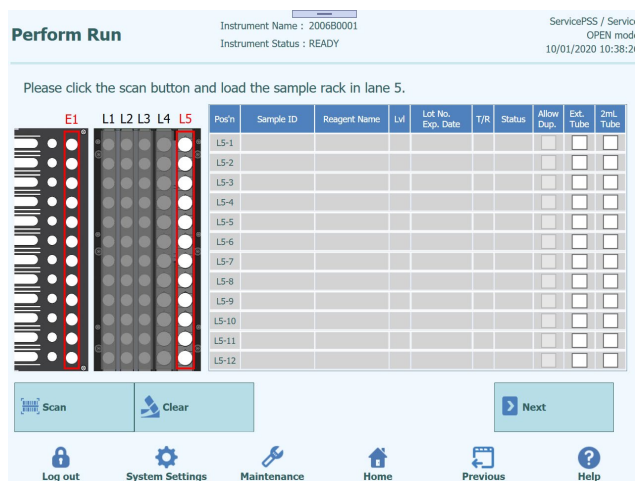 Perform Run
Instrument Name : 2006B0001
Instrument Status : READY
ServicePSS / Service
OPEN mode
10/01/2020 10:38:26
Please click the scan button and load the sample rack in lane 5.
E1 L1 L2 L3 L4 L5
Pos'n Sample ID Reagent Name Lvl Lot No. Exp. Date T/R Status Allow Dup. Ext. Tube 2mL Tube
L5-1
L5-2
L5-3
L5-4
L5-5
L5-6
L5-7
L5-8
L5-9
L5-10
L5-11
L5-12
Scan Clear Next
Log out System Settings Maintenance Home Previous Help